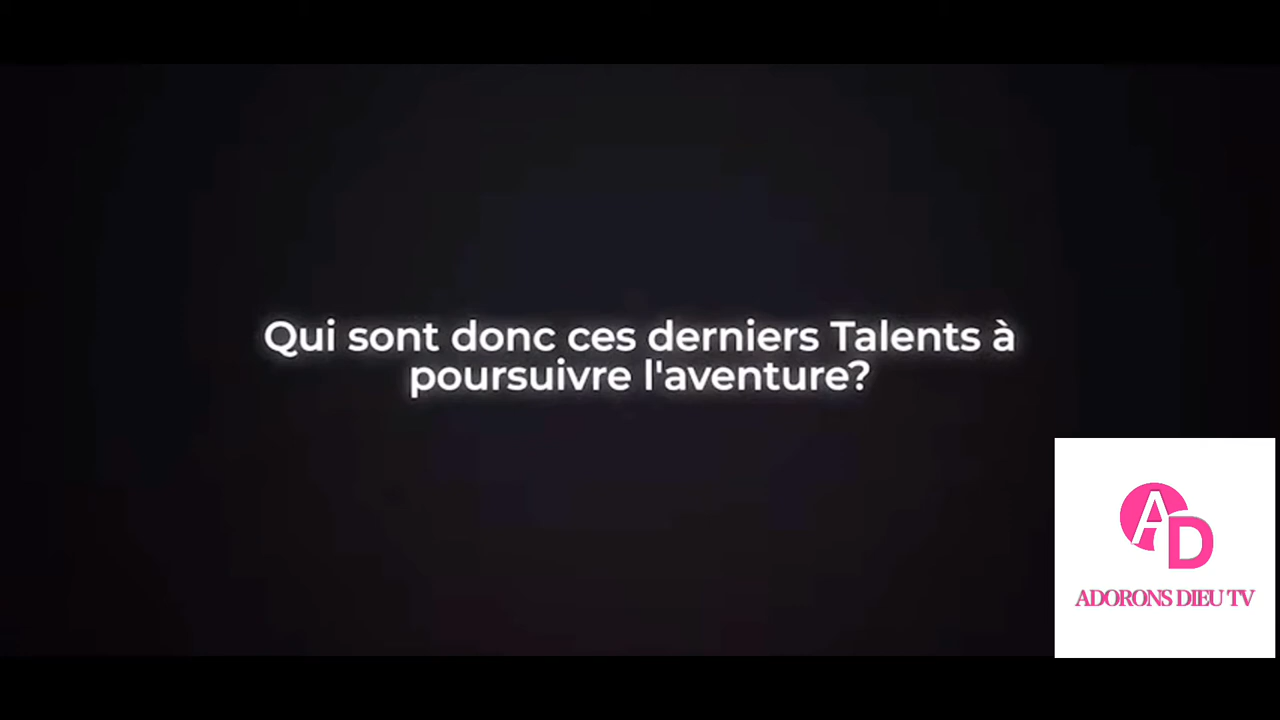 Qui sont donc ces derniers Talents à
poursuivre l'aventure?
AD
ADORONS DIEU TV